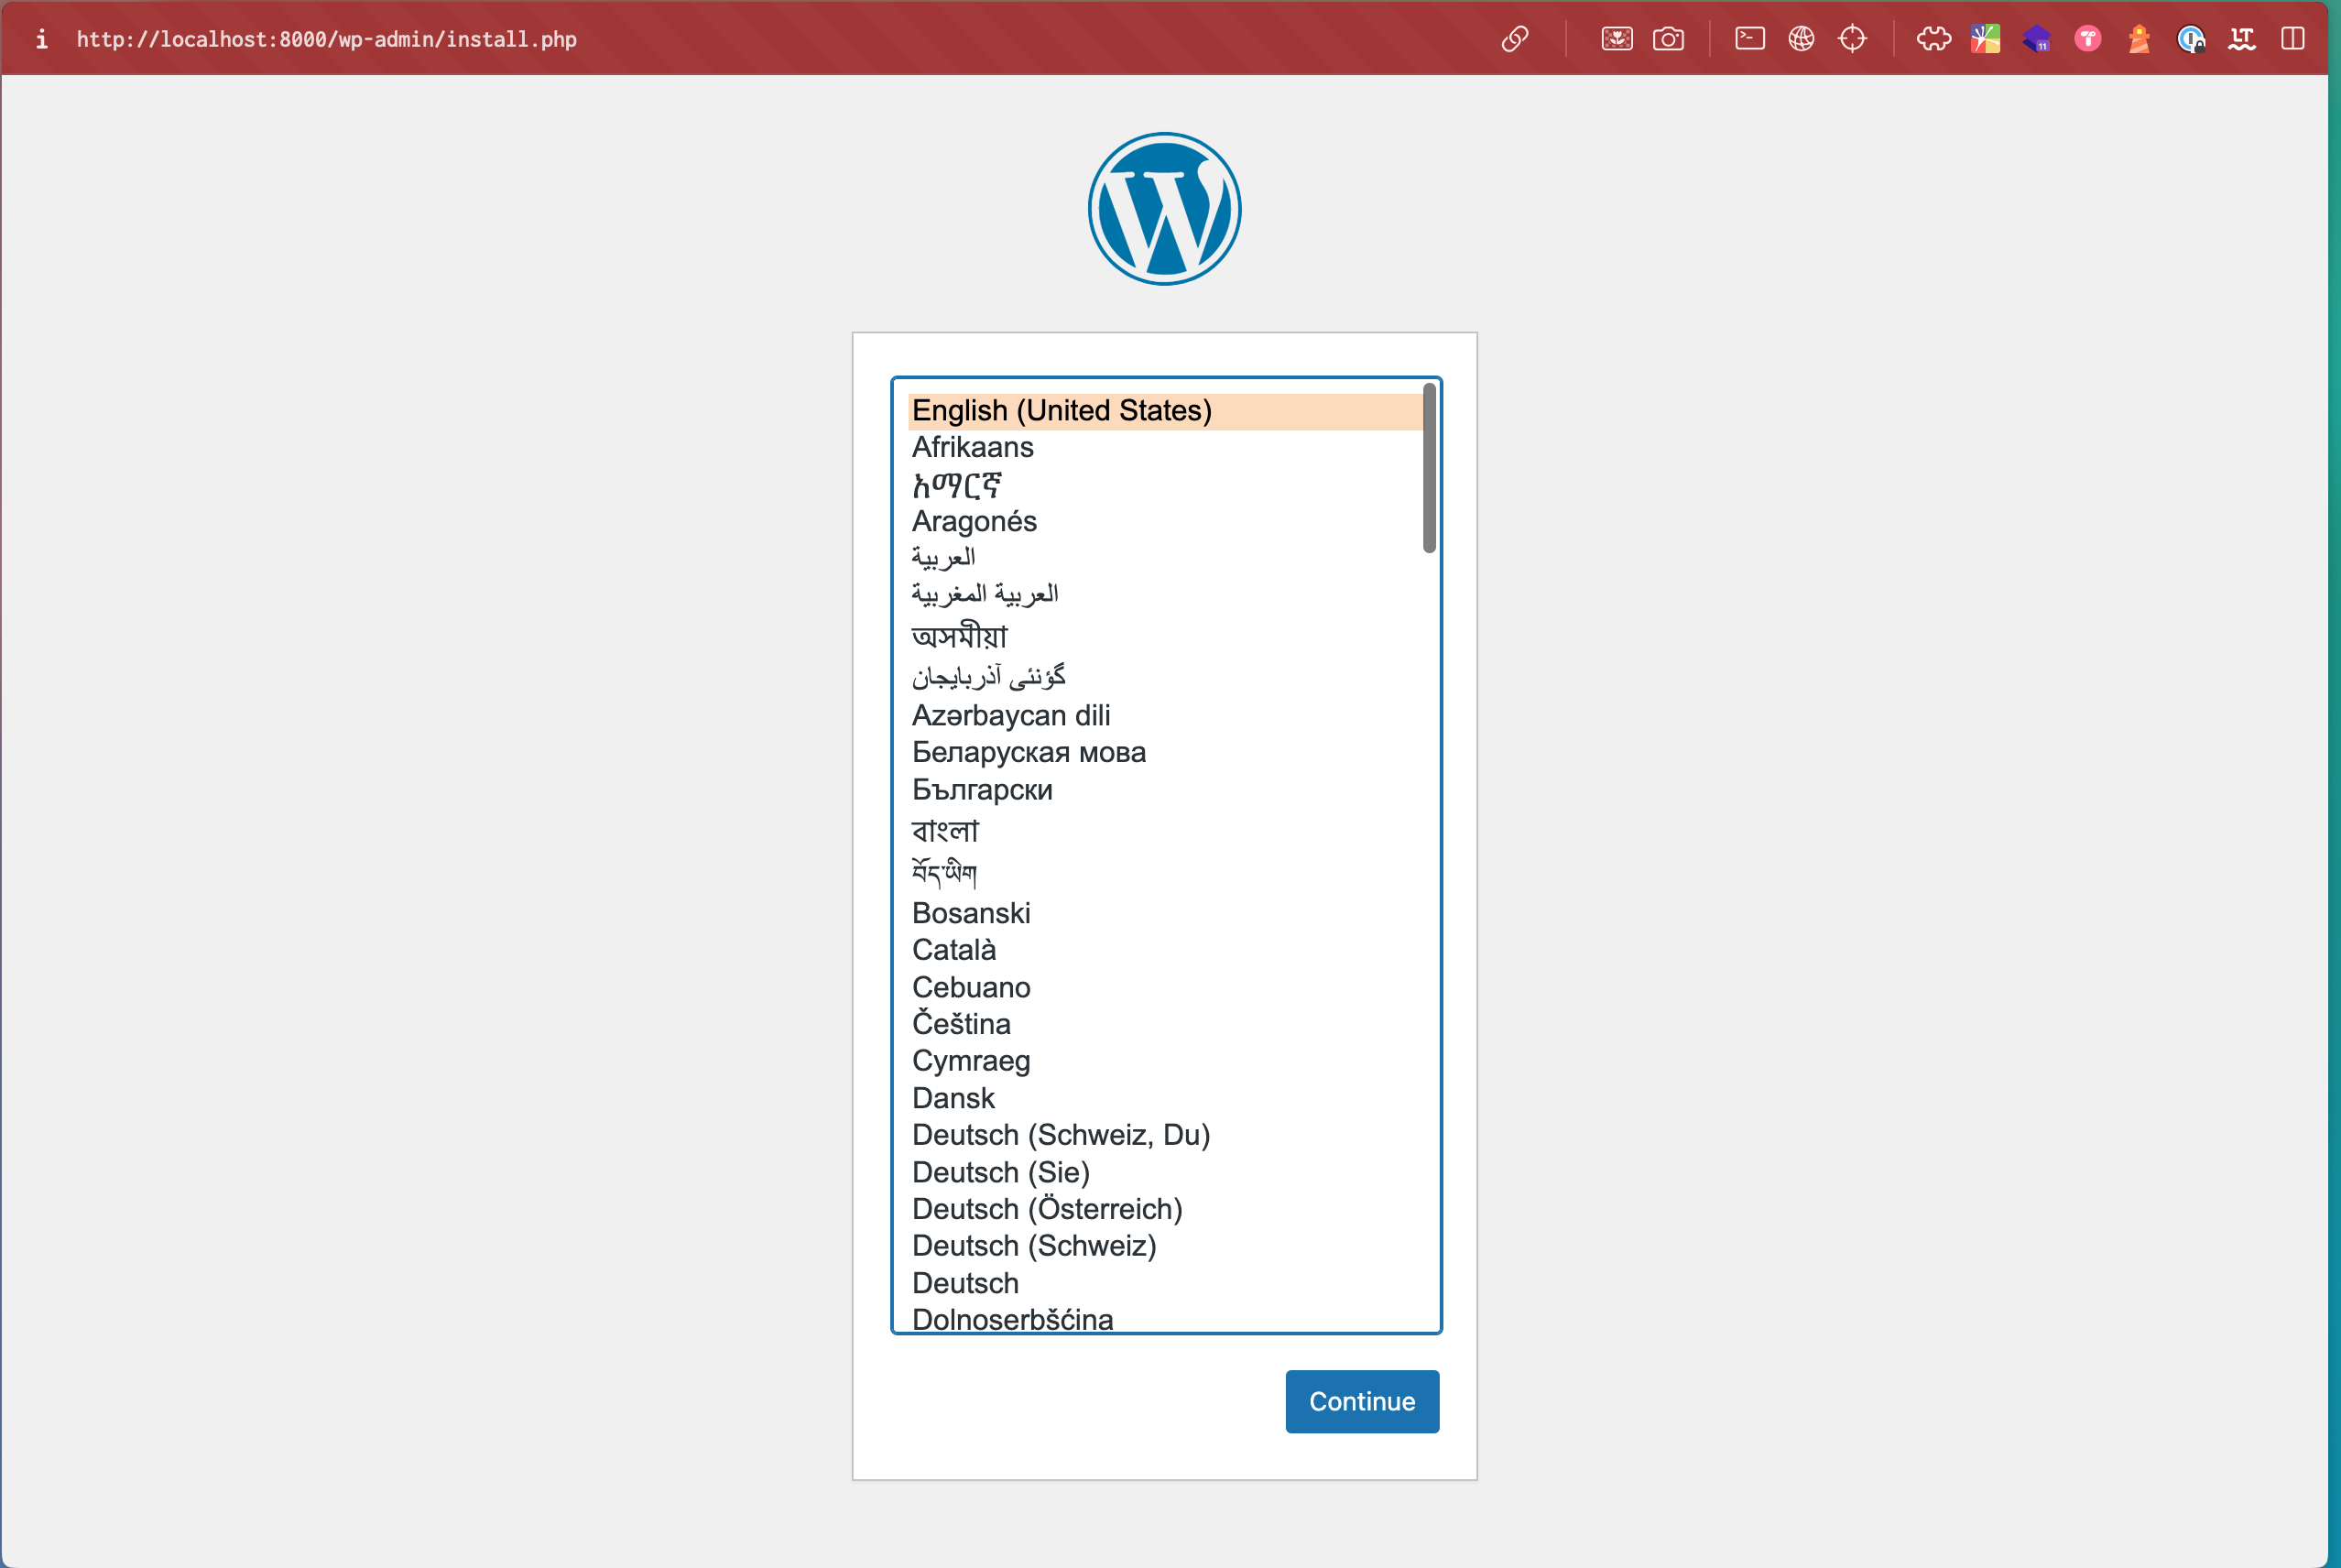 http://localhost:8000/wp-admin/install.php
11
LT
English (United States)
Afrikaans
አማርኛ
Aragonés
العربية
العربية المغربية
অসমীয়া
گؤنئی آذربایجان
Azərbaycan dili
Беларуская мова
Български
বাংলা
བོད་ཡིག
Bosanski
Català
Cebuano
Čeština
Cymraeg
Dansk
Deutsch (Schweiz, Du)
Deutsch (Sie)
Deutsch (Österreich)
Deutsch (Schweiz)
Deutsch
Dolnoserbšćina
Continue